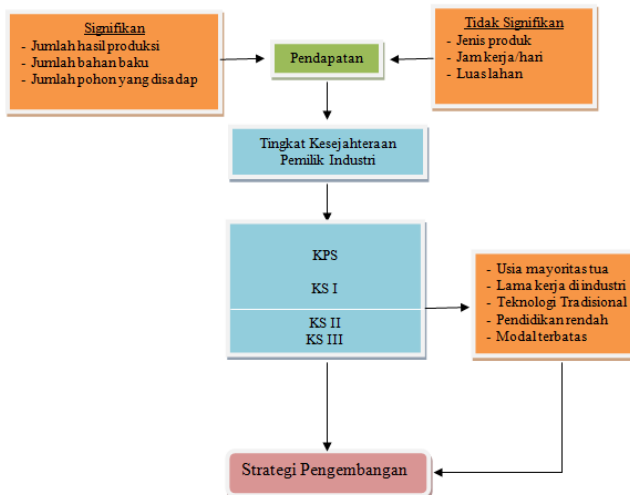 Signifikan
- Jumlah hasil produksi
- Jumlah bahan baku
- Jumlah pohon yang disadap
Pendapatan
Tidak Signifikan
- Jenis produk
- Jam kerja/hari
- Luas lahan
Tingkat Kesejahteraan
Pemilik Industri
KPS
KS I
KS II
KS III
- Usia mayoritas tua
- Lama kerja di industri
- Teknologi Tradisional
- Pendidikan rendah
- Modal terbatas
Strategi Pengembangan